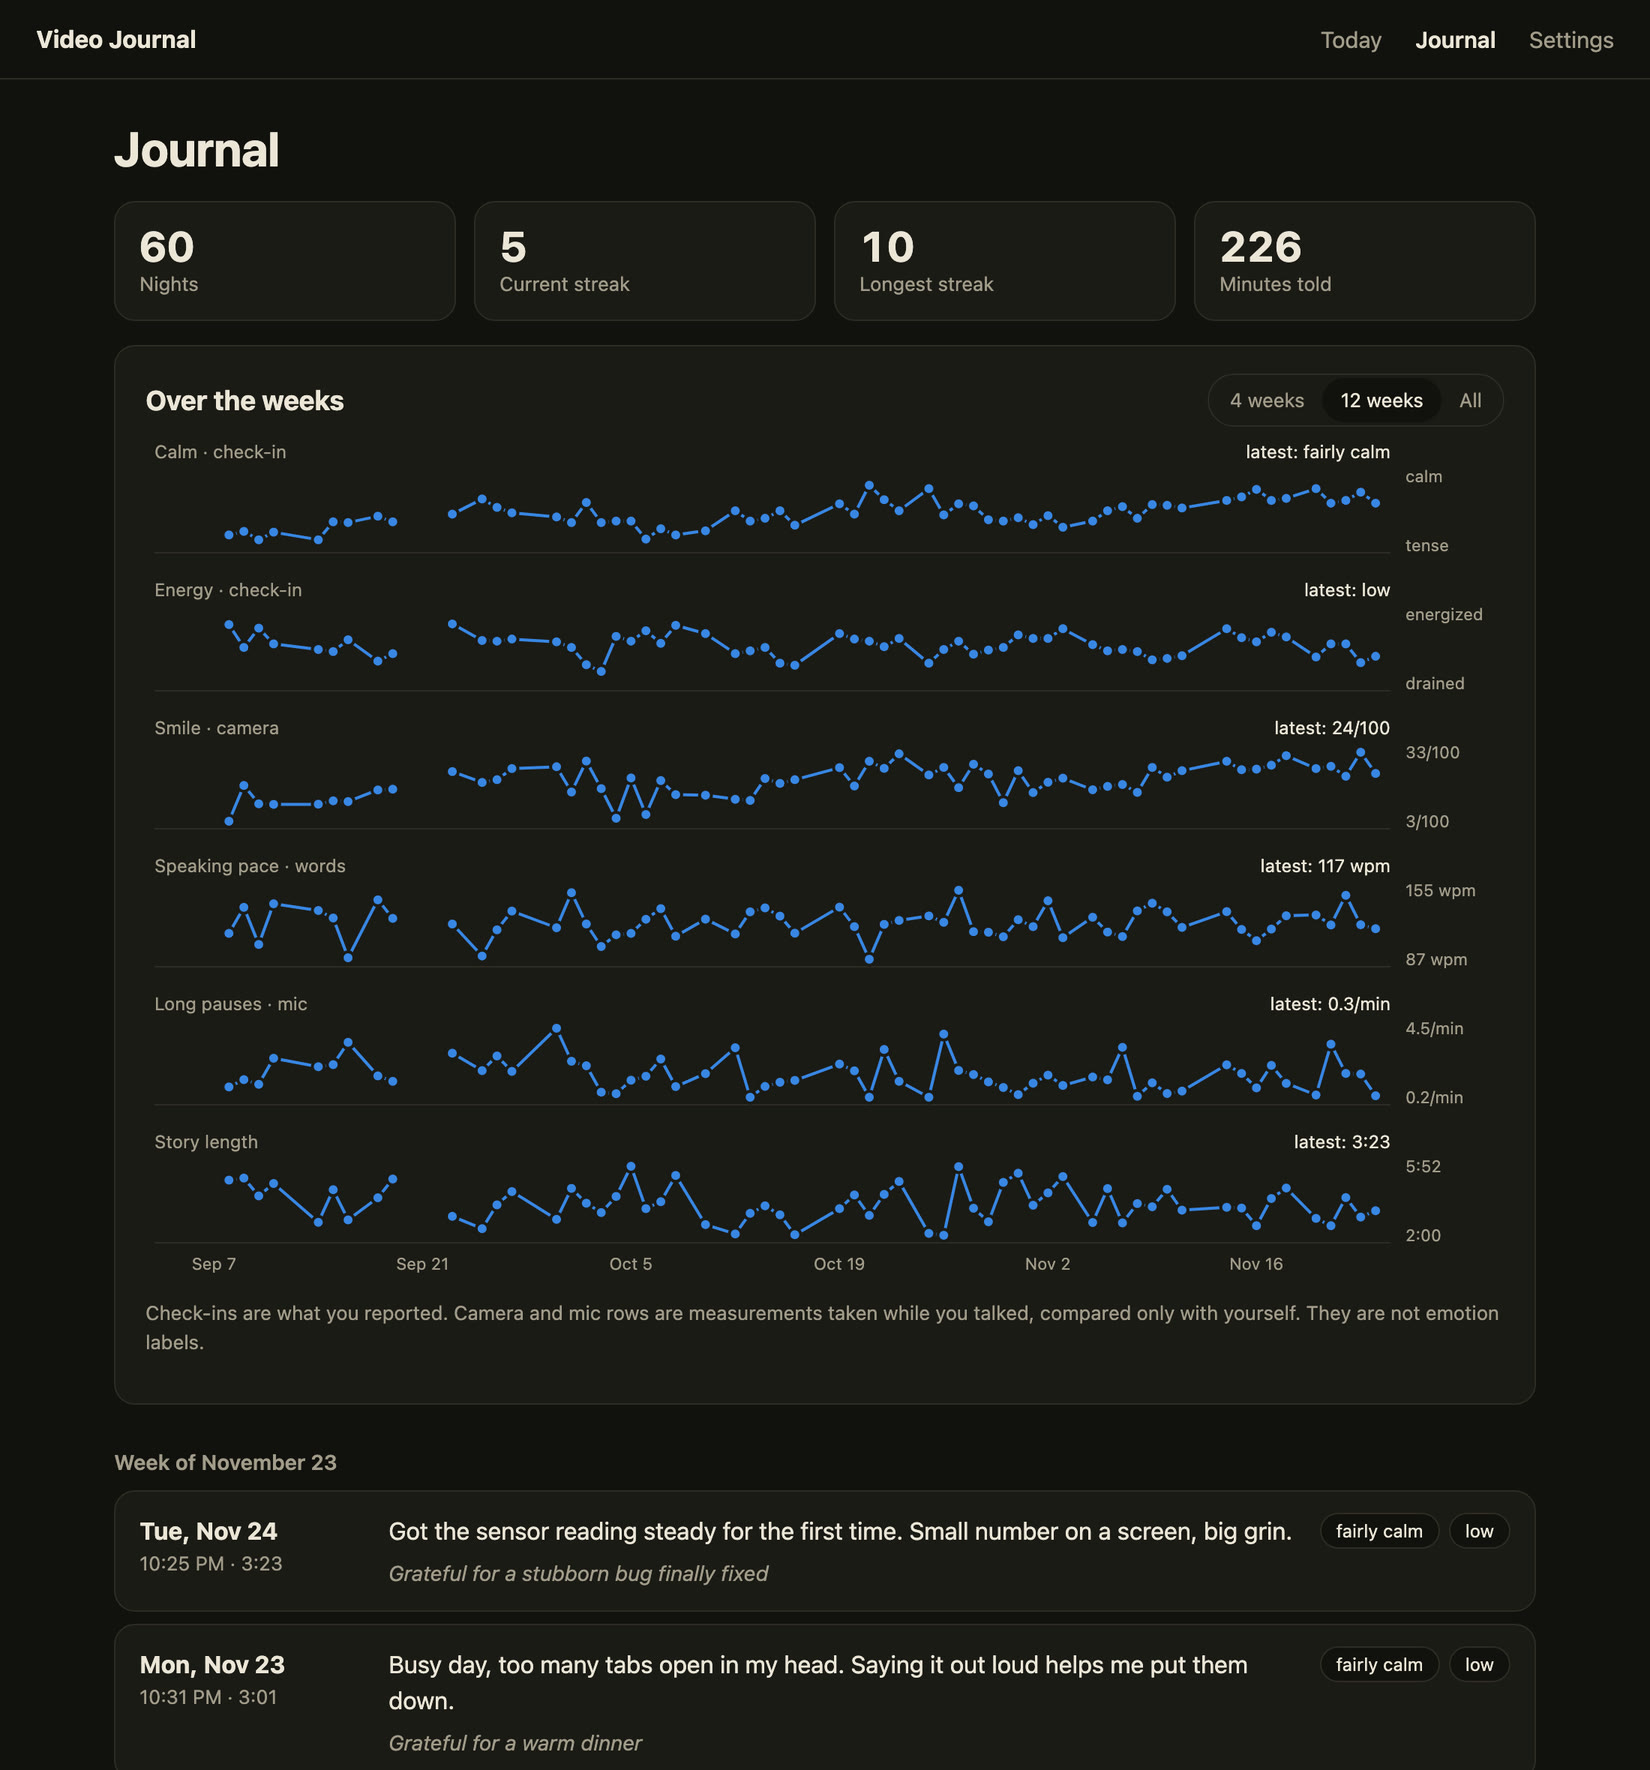 Video Journal
Today
Journal
Settings
Journal
60
Nights
5
Current streak
10
Longest streak
226
Minutes told
Over the weeks
4 weeks
12 weeks
All
Calm · check-in
latest: fairly calm
calm
tense
Energy · check-in
latest: low
energized
drained
Smile · camera
latest: 24/100
33/100
3/100
Speaking pace · words
latest: 117 wpm
155 wpm
87 wpm
Long pauses · mic
latest: 0.3/min
4.5/min
0.2/min
Story length
latest: 3:23
5:52
2:00
Sep 7
Sep 21
Oct 5
Oct 19
Nov 2
Nov 16
Check-ins are what you reported. Camera and mic rows are measurements taken while you talked, compared only with yourself. They are not emotion
labels.
Week of November 23
Tue, Nov 24
10:25 PM · 3:23
Got the sensor reading steady for the first time. Small number on a screen, big grin.
Grateful for a stubborn bug finally fixed
fairly calm
low
Mon, Nov 23
10:31 PM · 3:01
Busy day, too many tabs open in my head. Saying it out loud helps me put them
down.
Grateful for a warm dinner
fairly calm
low